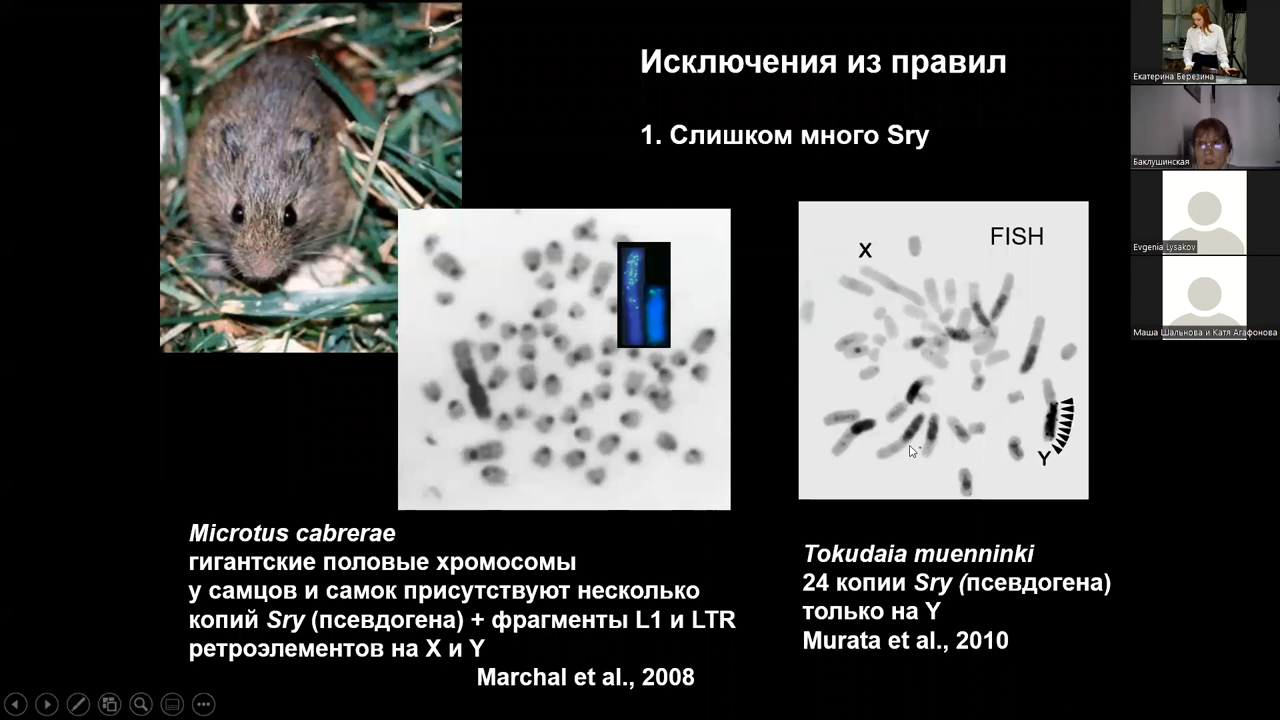 Исключения из правил
1. Слишком много Sry
X
FISH
Y
Microtus cabrerae
гигантские половые хромосомы
у самцов и самок присутствуют несколько
копий Sry (псевдогена) + фрагменты L1 и LTR
ретроэлементов на X и Y
Marchal et al., 2008
Tokudaia muenninki
24 копии Sry (псевдогена)
только на Y
Murata et al., 2010
Екатерина Березина
Баклушинская
Evgenia Lysakov
Маша Шальнова и Катя Агафонова